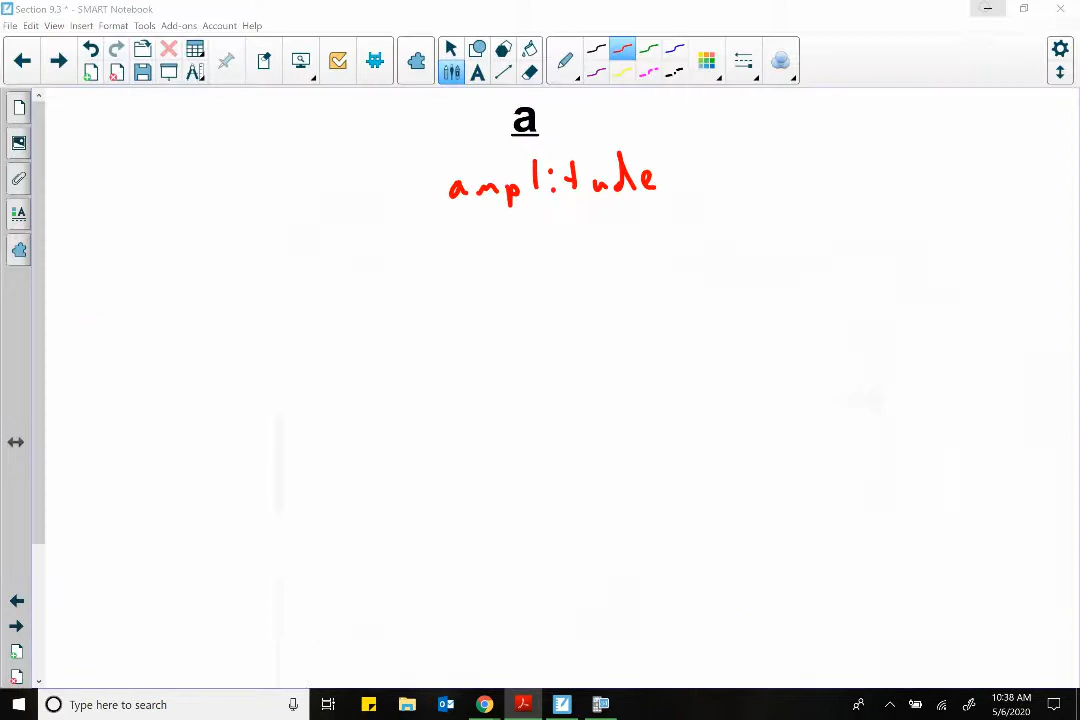 Section 9.3 * - SMART Notebook
File Edit View Insert Format Tools Add-ons Account Help
a
amplitude
Type here to search
10:38 AM
5/6/2020